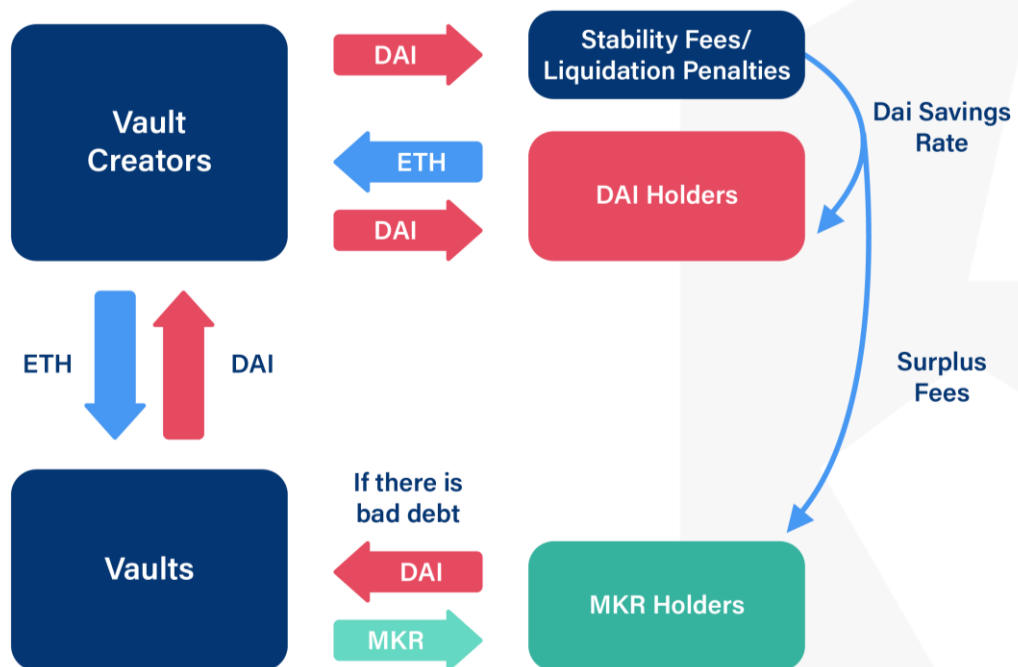 Vault
Creators
DAI
Stability Fees/
Liquidation Penalties
Dai Savings
Rate
ETH
DAI
DAI Holders
ETH
DAI
Surplus
Fees
Vaults
If there is
bad debt
DAI
MKR
MKR Holders